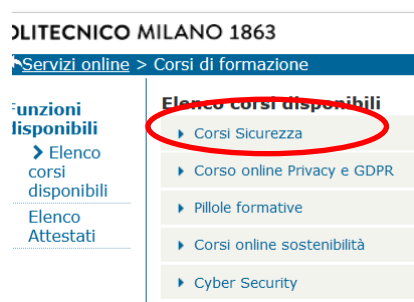 POLITECNICO MILANO 1863
Servizi online > Corsi di formazione
Funzioni
disponibili
Elenco
corsi
disponibili
Elenco
Attestati
Elenco corsi disponibili
Corsi Sicurezza
Corso online Privacy e GDPR
Pillole formative
Corsi online sostenibilità
Cyber Security